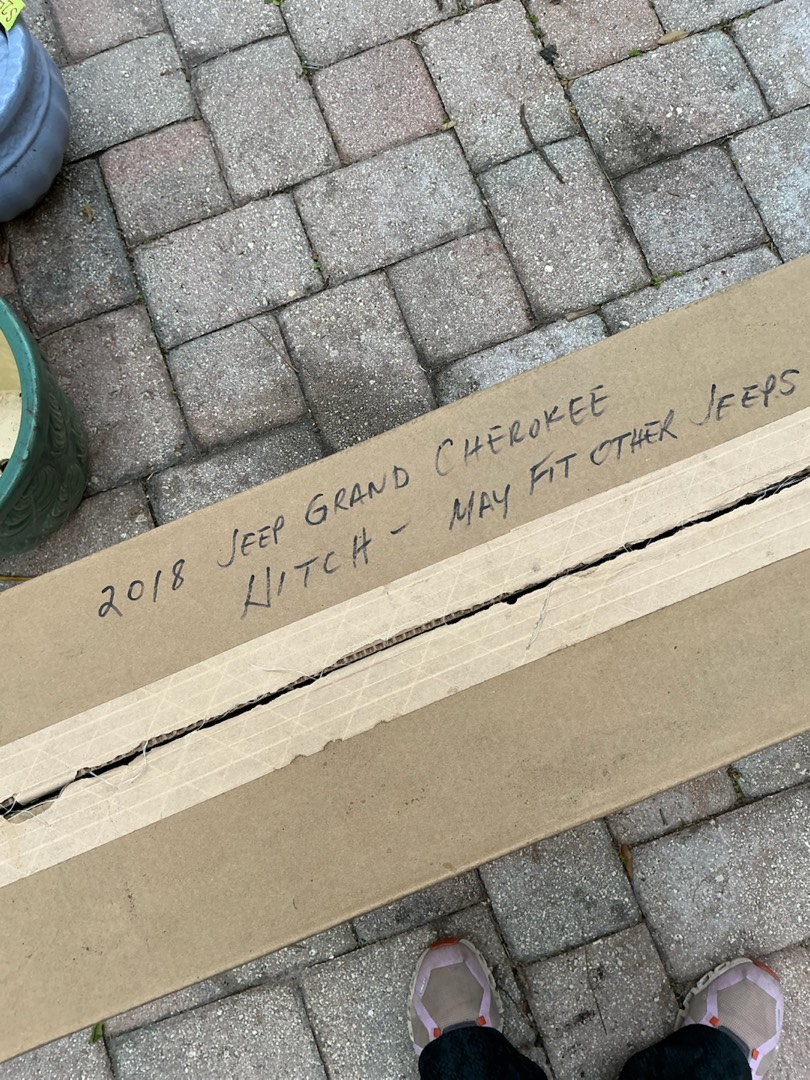 2018 JEEP GRAND CHEROKEE
HITCH - MAY FIT OTHER JEEPS